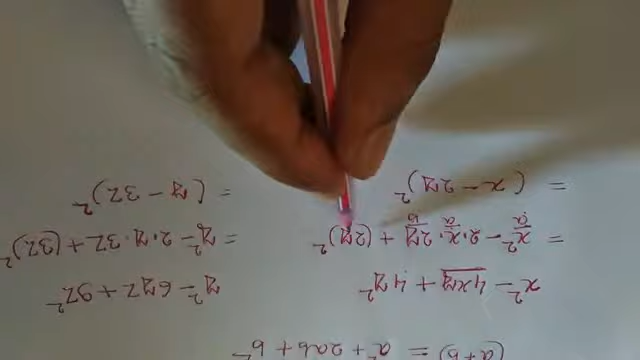 (a+b) = a² + 2ab + b²
x² - 4xy + 4y²
= x² - 2·x·2y + (2y)²
a a b
= (x - 2y)²
y² - 6yz + 9z²
= y² - 2·y·3z + (3z)²
= (y - 3z)²